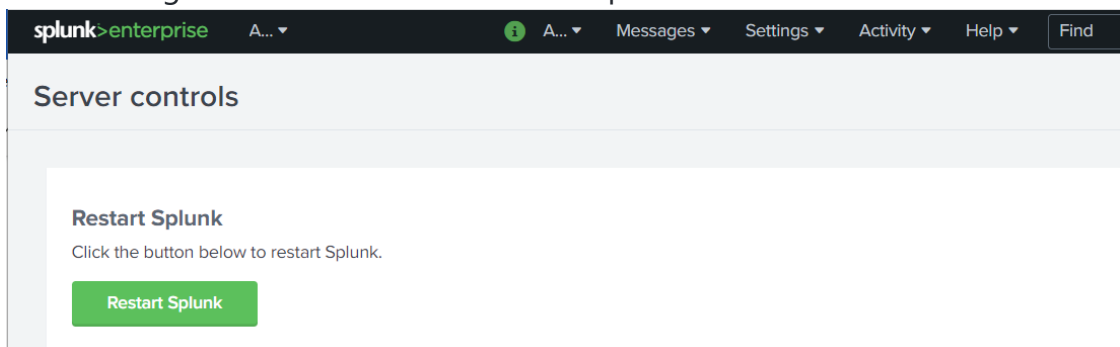 splunk>enterprise A... ▾ i A... ▾ Messages ▾ Settings ▾ Activity ▾ Help ▾ Find
Server controls
Restart Splunk
Click the button below to restart Splunk.
Restart Splunk